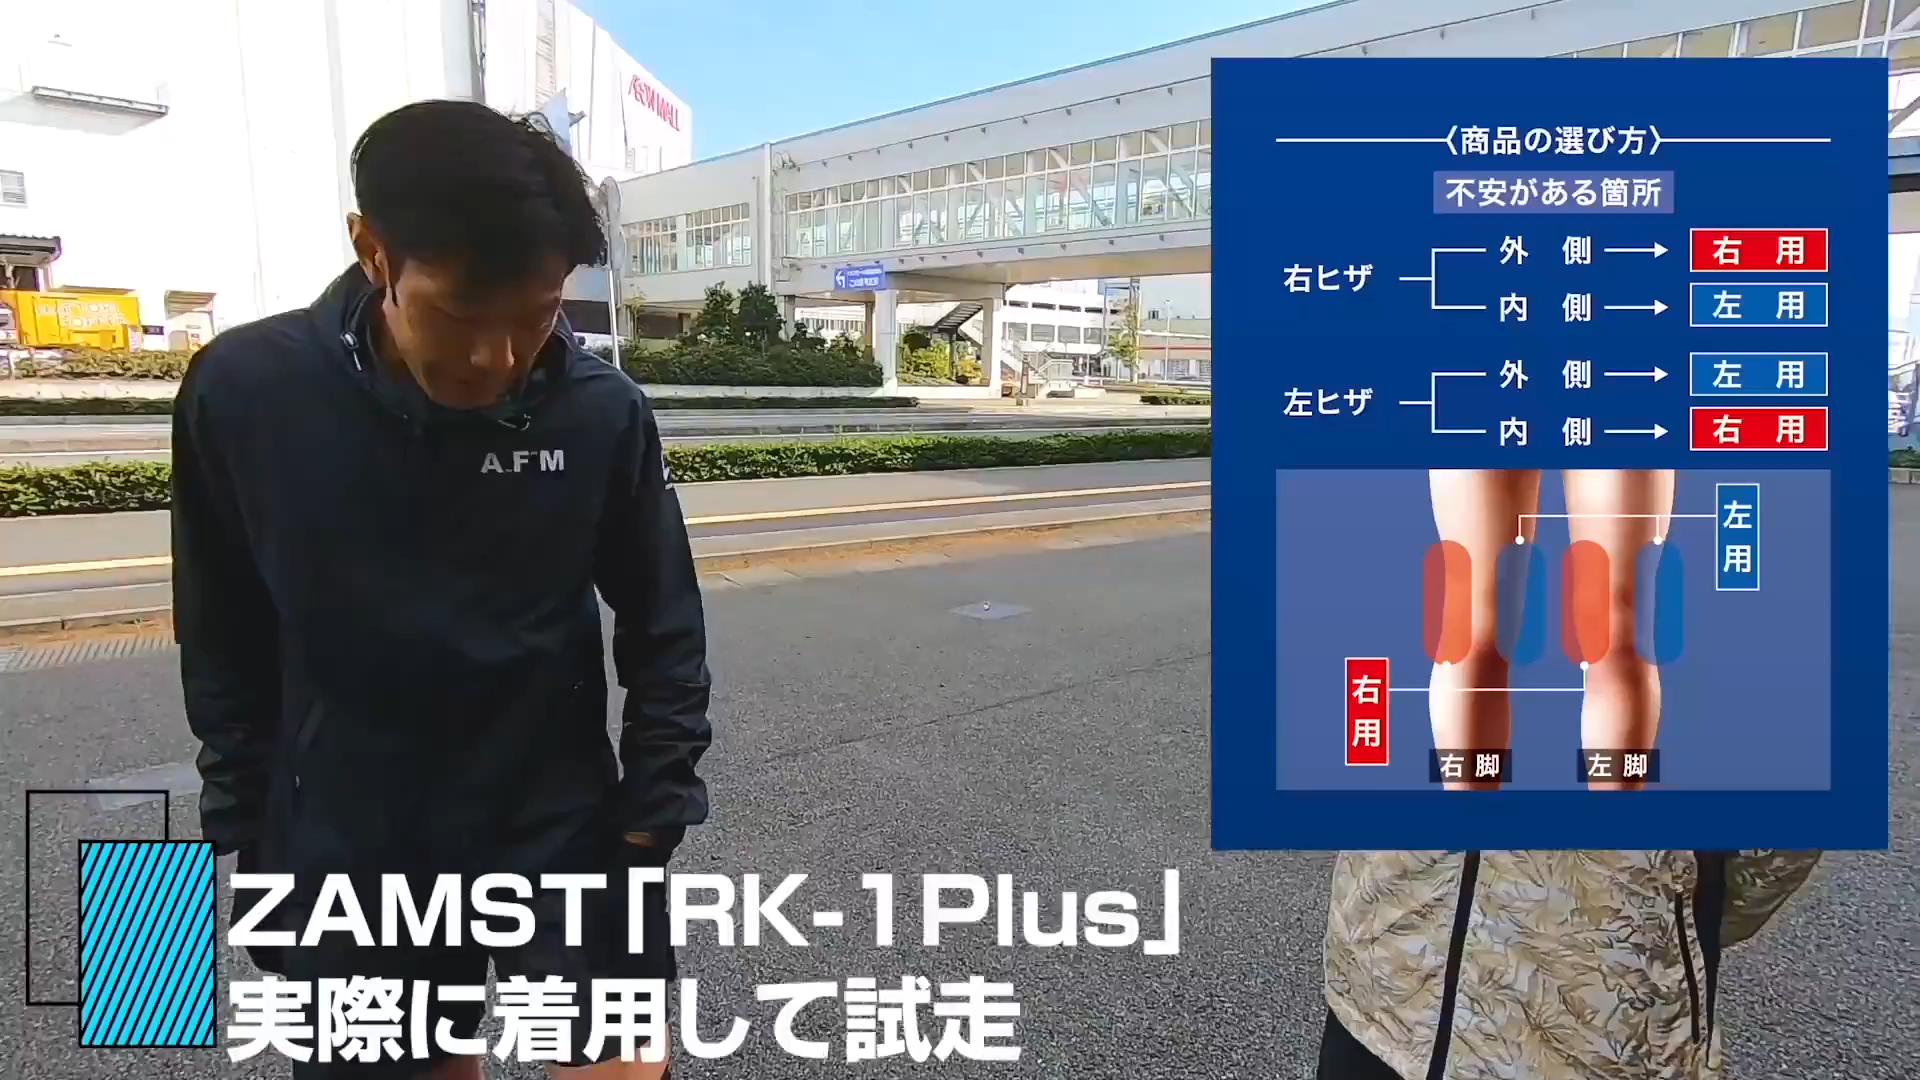 ÆON MALL
A.F.M
〈商品の選び方〉
不安がある箇所
右ヒザ
外 側
右 用
内 側
左 用
左ヒザ
外 側
左 用
内 側
右 用
左用
右用
右脚
左脚
ZAMST「RK-1Plus」
実際に着用して試走